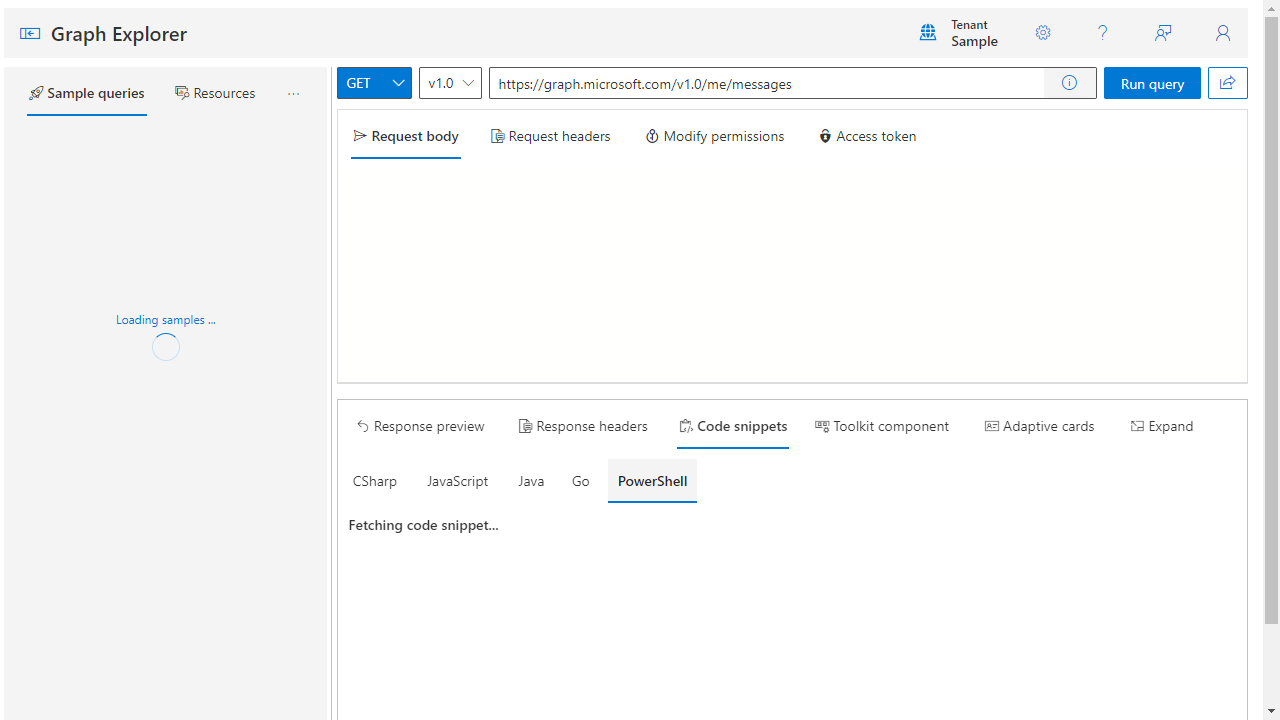 Graph Explorer
Tenant
Sample
Sample queries
Resources
GET
v1.0
https://graph.microsoft.com/v1.0/me/messages
Run query
Request body
Request headers
Modify permissions
Access token
Loading samples ...
Response preview
Response headers
Code snippets
Toolkit component
Adaptive cards
Expand
CSharp
JavaScript
Java
Go
PowerShell
Fetching code snippet...